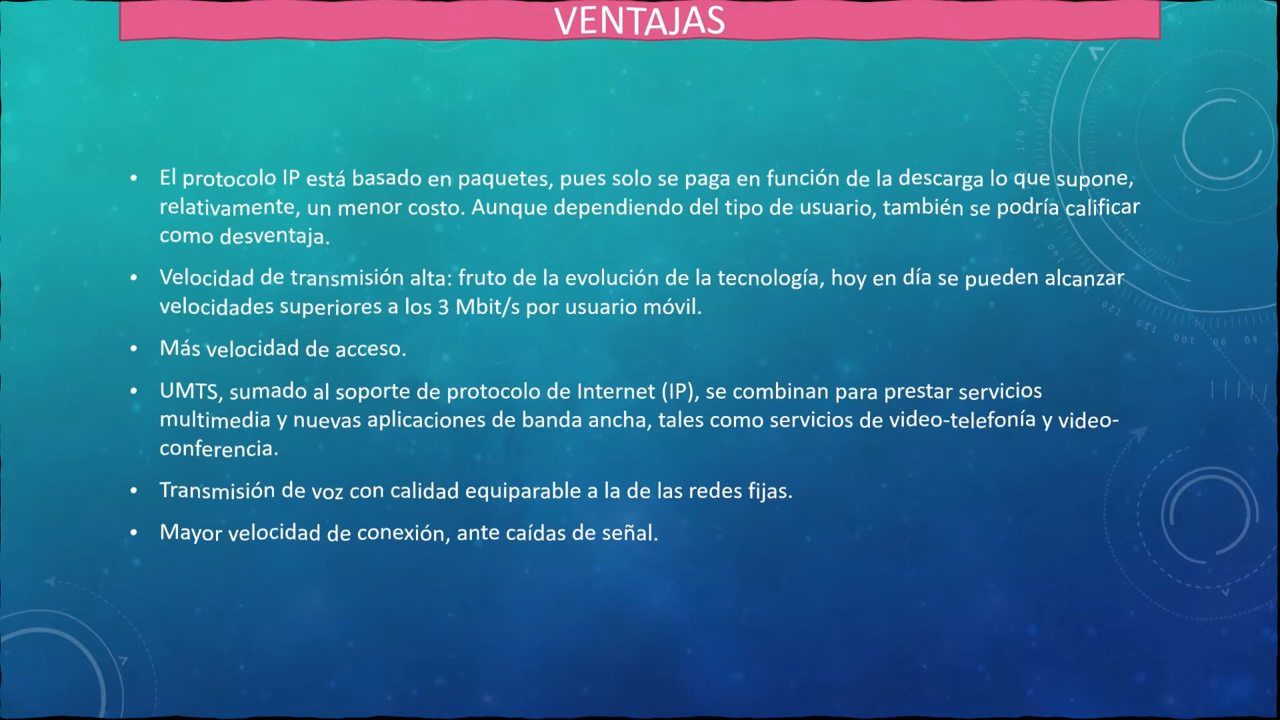 VENTAJAS
• El protocolo IP está basado en paquetes, pues solo se paga en función de la descarga lo que supone,
relativamente, un menor costo. Aunque dependiendo del tipo de usuario, también se podría calificar
como desventaja.
• Velocidad de transmisión alta: fruto de la evolución de la tecnología, hoy en día se pueden alcanzar
velocidades superiores a los 3 Mbit/s por usuario móvil.
• Más velocidad de acceso.
• UMTS, sumado al soporte de protocolo de Internet (IP), se combinan para prestar servicios
multimedia y nuevas aplicaciones de banda ancha, tales como servicios de video-telefonía y video-
conferencia.
• Transmisión de voz con calidad equiparable a la de las redes fijas.
• Mayor velocidad de conexión, ante caídas de señal.